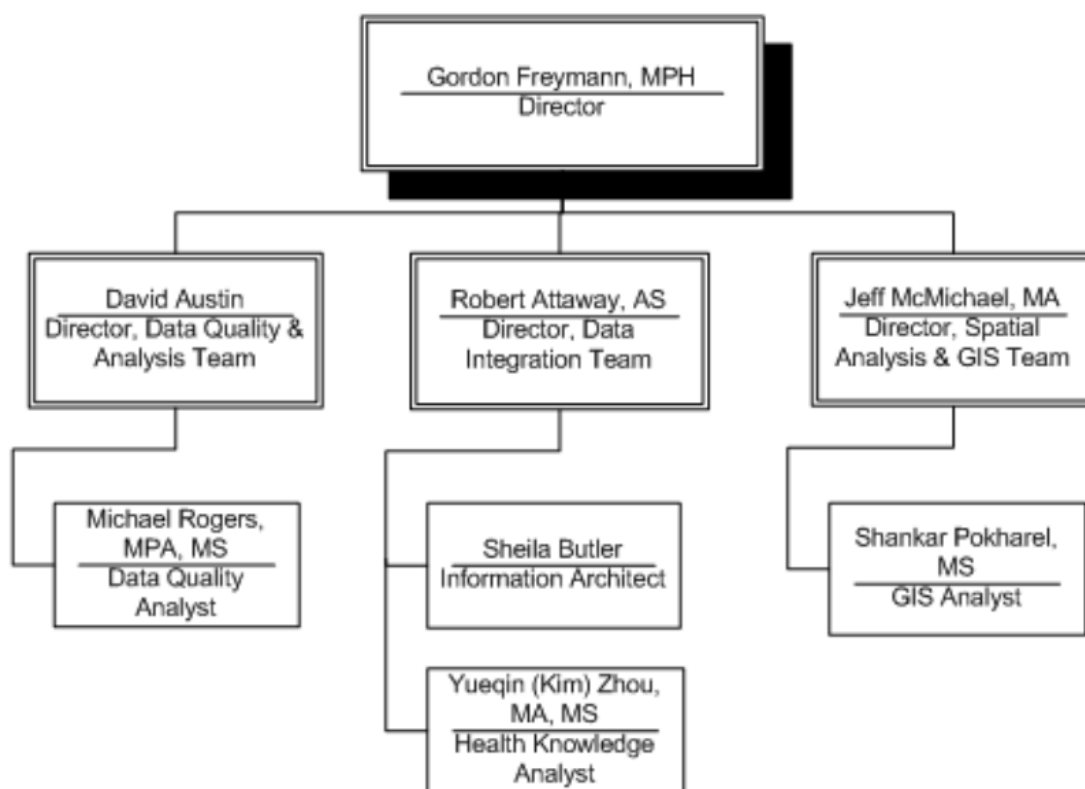 Gordon Freymann, MPH
Director
David Austin
Director, Data Quality &
Analysis Team
Robert Attaway, AS
Director, Data
Integration Team
Jeff McMichael, MA
Director, Spatial
Analysis & GIS Team
Michael Rogers,
MPA, MS
Data Quality
Analyst
Sheila Butler
Information Architect
Shankar Pokharel,
MS
GIS Analyst
Yueqin (Kim) Zhou,
MA, MS
Health Knowledge
Analyst